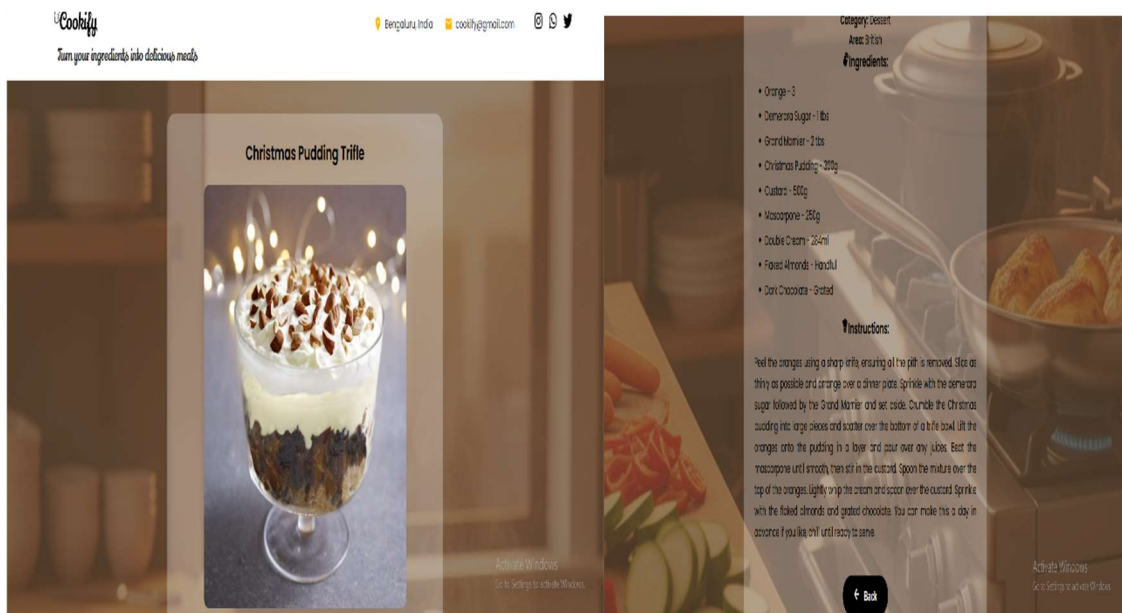 Cookify
Bengaluru, India
cookify@gmail.com
Turn your ingredients into delicious meals
Christmas Pudding Trifle
Activate Windows
Go to Settings to activate Windows.
Category: Dessert
Area: British
Ingredients:
• Orange - 3
• Demerara Sugar - 1 tbs
• Grand Marnier - 2 tbs
• Christmas Pudding - 300g
• Custard - 500g
• Mascarpone - 250g
• Double Cream - 284ml
• Flaked Almonds - Handful
• Dark Chocolate - Grated
Instructions:
Peel the oranges using a sharp knife, ensuring all the pith is removed. Slice as
thinly as possible and arrange over a dinner plate. Sprinkle with the demerara
sugar followed by the Grand Marnier and set aside. Crumble the Christmas
pudding into large pieces and scatter over the bottom of a trifle bowl. Lift the
oranges onto the pudding in a layer and pour over any juices. Beat the
mascarpone until smooth, then stir in the custard. Spoon the mixture over the
top of the oranges. Lightly whip the cream and spoon over the custard. Sprinkle
with the flaked almonds and grated chocolate. You can make this a day in
advance if you like, chill until ready to serve.
Activate Windows
Go to Settings to activate Windows.
← Back